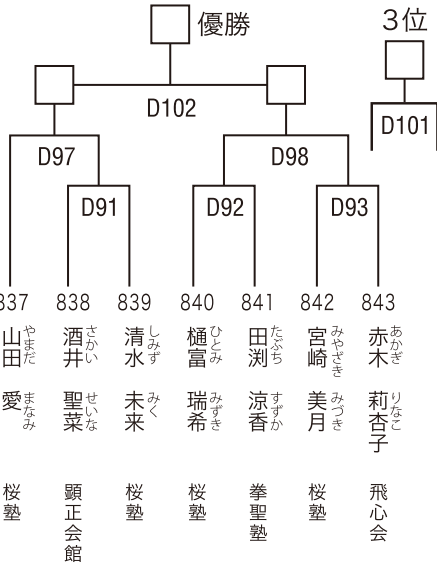 優勝
3位
D102
D101
D97
D98
D91
D92
D93
837
838
839
840
841
842
843
山田 愛
やまだ まなみ
桜塾
酒井 聖菜
さかい せいな
顕正会館
清水 未来
しみず みく
桜塾
樋富 瑞希
ひとみ みずき
桜塾
田渕 涼香
たぶち すずか
拳聖塾
宮崎 美月
みやざき みづき
桜塾
赤木 莉杏子
あかぎ りなこ
飛心会